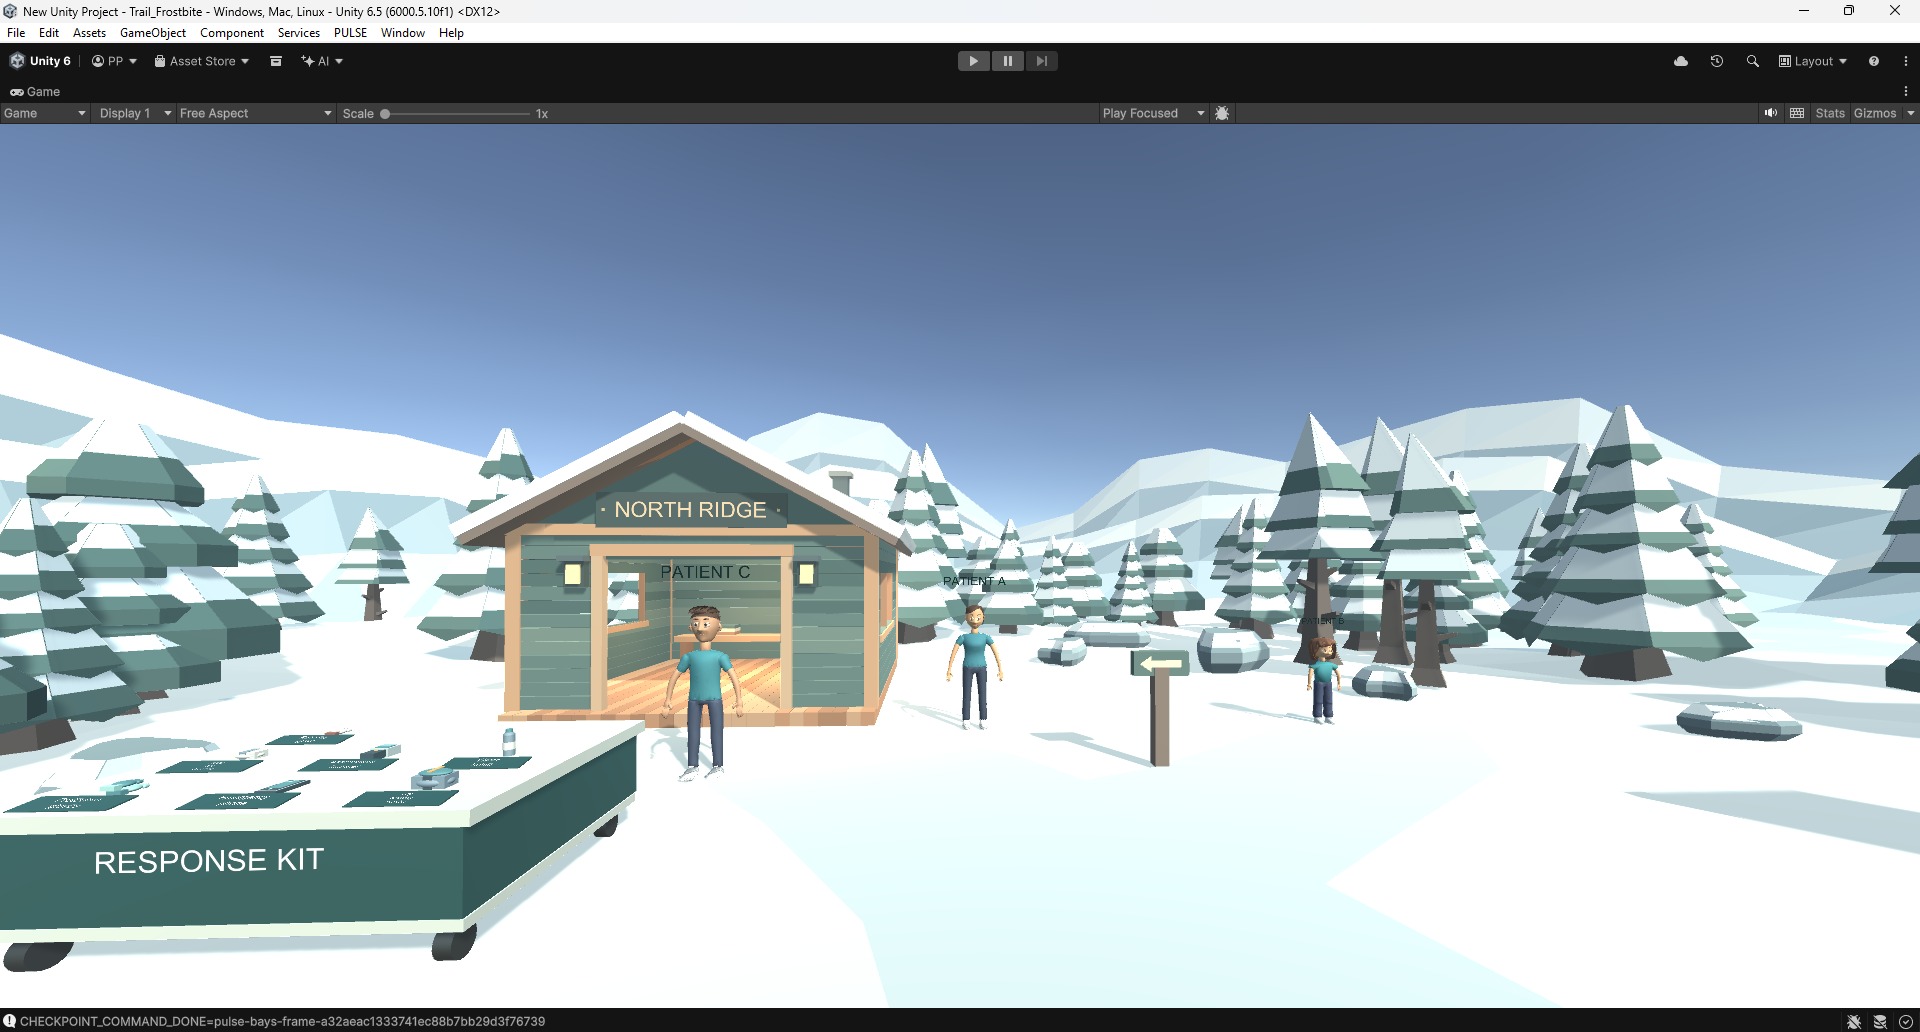 New Unity Project - Trail_Frostbite - Windows, Mac, Linux - Unity 6.5 (6000.5.10f1) <DX12>
File Edit Assets GameObject Component Services PULSE Window Help
Unity 6 PP Asset Store AI Layout
Game
Game Display 1 Free Aspect Scale 1x Play Focused Stats Gizmos
· NORTH RIDGE ·
PATIENT C
PATIENT A
PATIENT B
RESPONSE KIT
CHECKPOINT_COMMAND_DONE=pulse-bays-frame-a32aeac1333741ec88b7bb29d3f76739